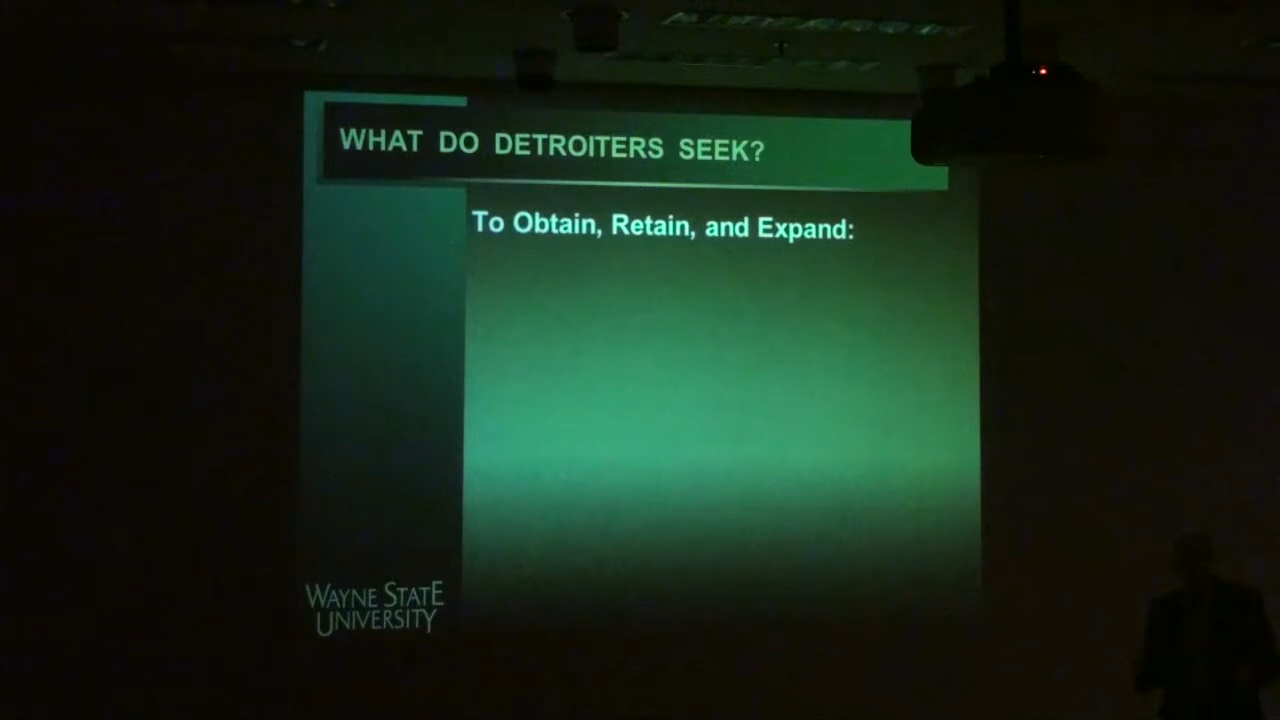 WHAT DO DETROITERS SEEK?
To Obtain, Retain, and Expand:
WAYNE STATE
UNIVERSITY